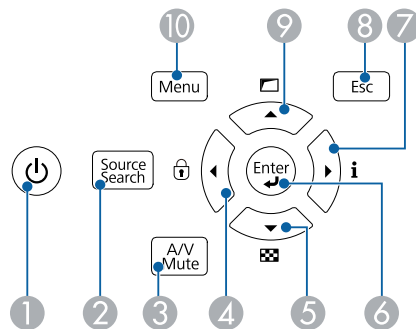 10 9 8 7
Menu
Esc
Source
Search
Enter
i
A/V
Mute
1 2 3 4 5 6